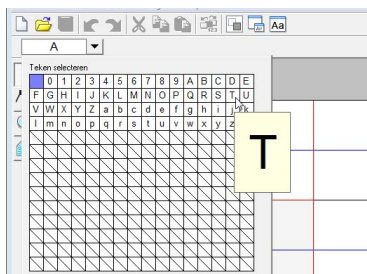 Aa
A
Teken selecteren
0 1 2 3 4 5 6 7 8 9 A B C D E
F G H I J K L M N O P Q R S T U
V W X Y Z a b c d e f g h i j k
l m n o p q r s t u v w x y z
T